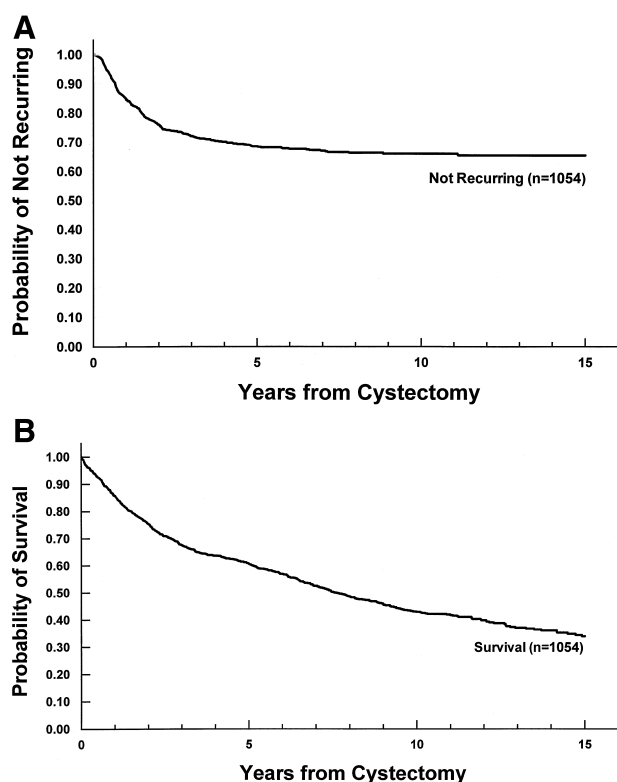 A
Probability of Not Recurring
1.00
0.90
0.80
0.70
0.60
0.50
0.40
0.30
0.20
0.10
0.00
Not Recurring (n=1054)
0 5 10 15
Years from Cystectomy
B
Probability of Survival
1.00
0.90
0.80
0.70
0.60
0.50
0.40
0.30
0.20
0.10
0.00
Survival (n=1054)
0 5 10 15
Years from Cystectomy